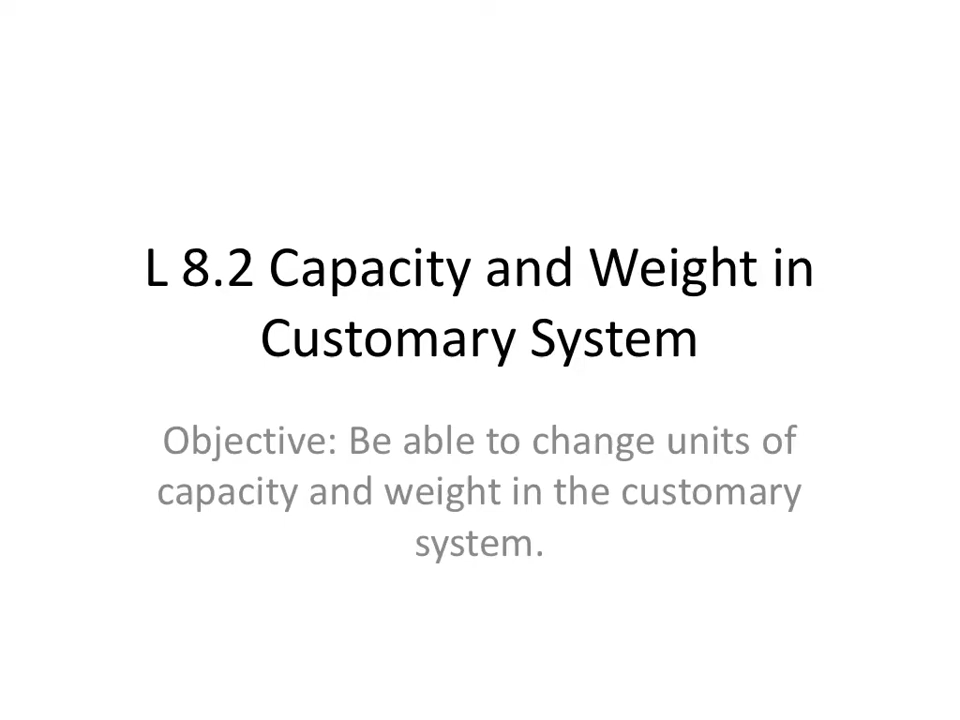 L 8.2 Capacity and Weight in
Customary System
Objective: Be able to change units of
capacity and weight in the customary
system.